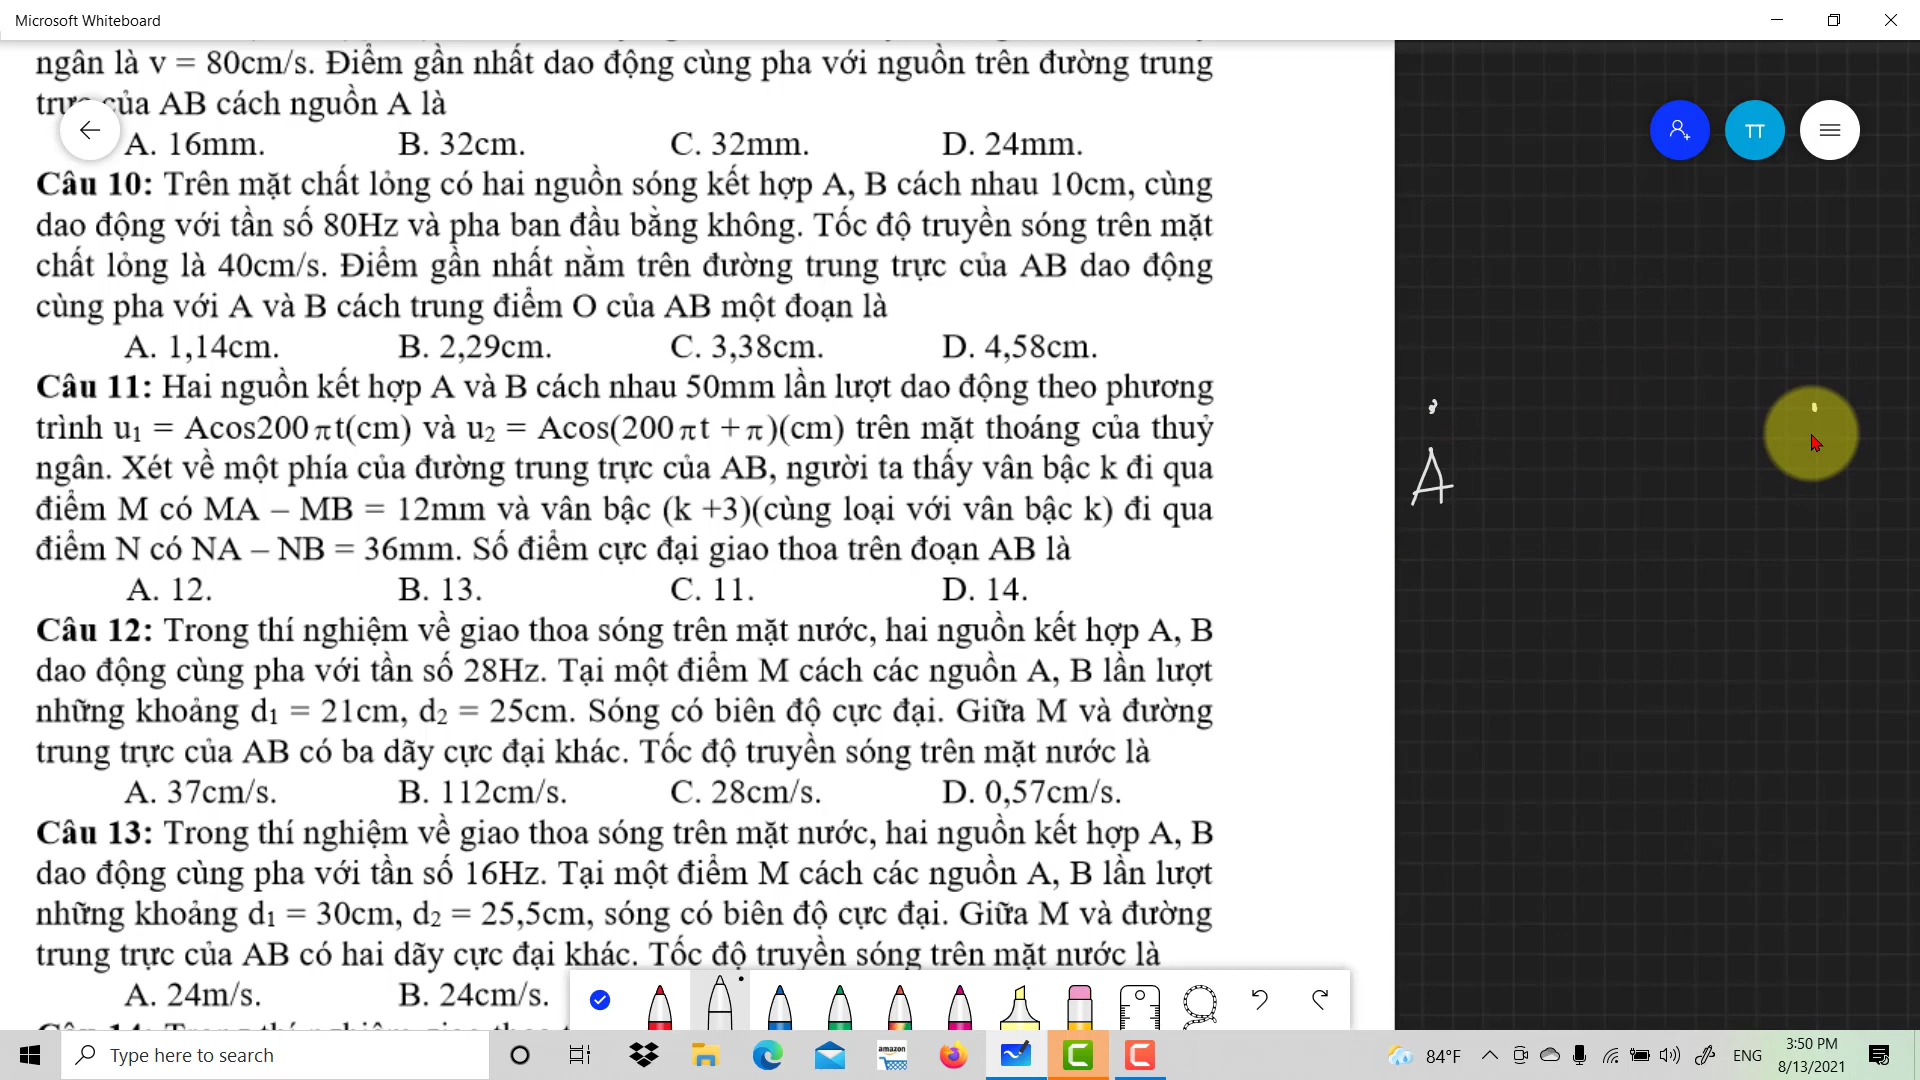 Microsoft Whiteboard
ngân là v = 80cm/s. Điểm gần nhất dao động cùng pha với nguồn trên đường trung
của AB cách nguồn A là
A. 16mm. B. 32cm. C. 32mm. D. 24mm.
Câu 10: Trên mặt chất lỏng có hai nguồn sóng kết hợp A, B cách nhau 10cm, cùng
dao động với tần số 80Hz và pha ban đầu bằng không. Tốc độ truyền sóng trên mặt
chất lỏng là 40cm/s. Điểm gần nhất nằm trên đường trung trực của AB dao động
cùng pha với A và B cách trung điểm O của AB một đoạn là
A. 1,14cm. B. 2,29cm. C. 3,38cm. D. 4,58cm.
Câu 11: Hai nguồn kết hợp A và B cách nhau 50mm lần lượt dao động theo phương
trình u₁ = Acos200πt(cm) và u₂ = Acos(200πt +π)(cm) trên mặt thoáng của thuỷ
ngân. Xét về một phía của đường trung trực của AB, người ta thấy vân bậc k đi qua
điểm M có MA – MB = 12mm và vân bậc (k +3)(cùng loại với vân bậc k) đi qua
điểm N có NA – NB = 36mm. Số điểm cực đại giao thoa trên đoạn AB là
A. 12. B. 13. C. 11. D. 14.
Câu 12: Trong thí nghiệm về giao thoa sóng trên mặt nước, hai nguồn kết hợp A, B
dao động cùng pha với tần số 28Hz. Tại một điểm M cách các nguồn A, B lần lượt
những khoảng d₁ = 21cm, d₂ = 25cm. Sóng có biên độ cực đại. Giữa M và đường
trung trực của AB có ba dãy cực đại khác. Tốc độ truyền sóng trên mặt nước là
A. 37cm/s. B. 112cm/s. C. 28cm/s. D. 0,57cm/s.
Câu 13: Trong thí nghiệm về giao thoa sóng trên mặt nước, hai nguồn kết hợp A, B
dao động cùng pha với tần số 16Hz. Tại một điểm M cách các nguồn A, B lần lượt
những khoảng d₁ = 30cm, d₂ = 25,5cm, sóng có biên độ cực đại. Giữa M và đường
trung trực của AB có hai dãy cực đại khác. Tốc độ truyền sóng trên mặt nước là
A. 24m/s. B. 24cm/s.
TT
A
Type here to search
amazon
84°F
ENG
3:50 PM
8/13/2021